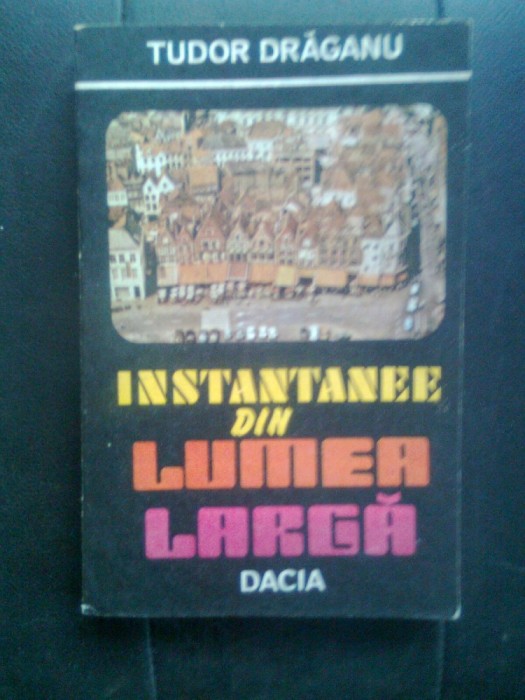 TUDOR DRĂGANU
INSTANTANEE
DIN
LUMEA
LARGĂ
DACIA